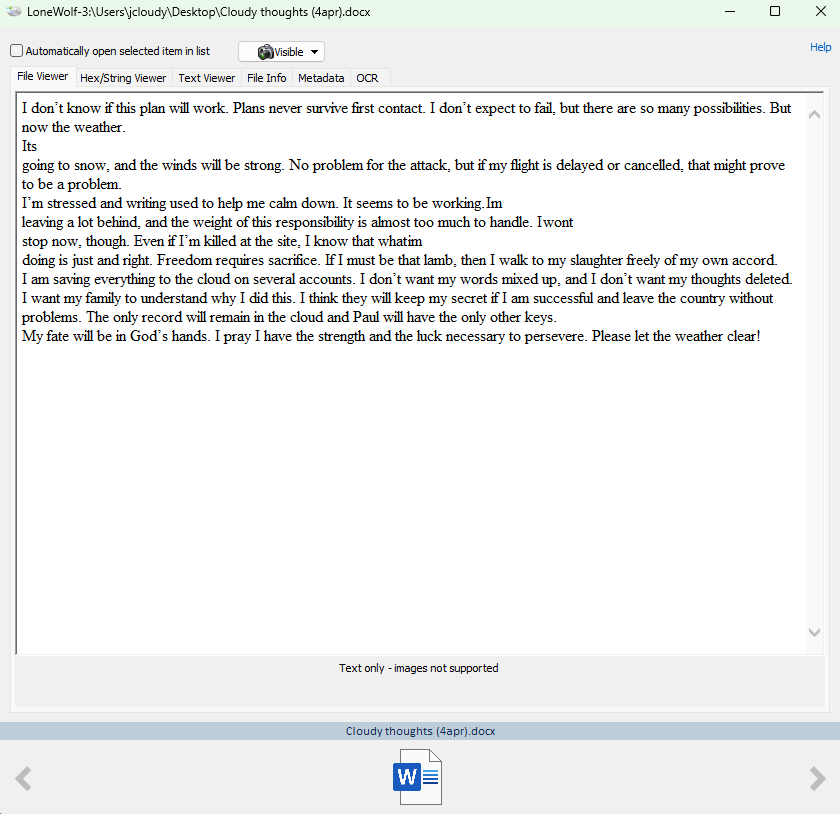 LoneWolf-3:\Users\jcloudy\Desktop\Cloudy thoughts (4apr).docx
Automatically open selected item in list
Visible
Help
File Viewer Hex/String Viewer Text Viewer File Info Metadata OCR
I don't know if this plan will work. Plans never survive first contact. I don't expect to fail, but there are so many possibilities. But
now the weather.
Its
going to snow, and the winds will be strong. No problem for the attack, but if my flight is delayed or cancelled, that might prove
to be a problem.
I'm stressed and writing used to help me calm down. It seems to be working.Im
leaving a lot behind, and the weight of this responsibility is almost too much to handle. Iwont
stop now, though. Even if I'm killed at the site, I know that whatim
doing is just and right. Freedom requires sacrifice. If I must be that lamb, then I walk to my slaughter freely of my own accord.
I am saving everything to the cloud on several accounts. I don't want my words mixed up, and I don't want my thoughts deleted.
I want my family to understand why I did this. I think they will keep my secret if I am successful and leave the country without
problems. The only record will remain in the cloud and Paul will have the only other keys.
My fate will be in God's hands. I pray I have the strength and the luck necessary to persevere. Please let the weather clear!
Text only - images not supported
Cloudy thoughts (4apr).docx
W